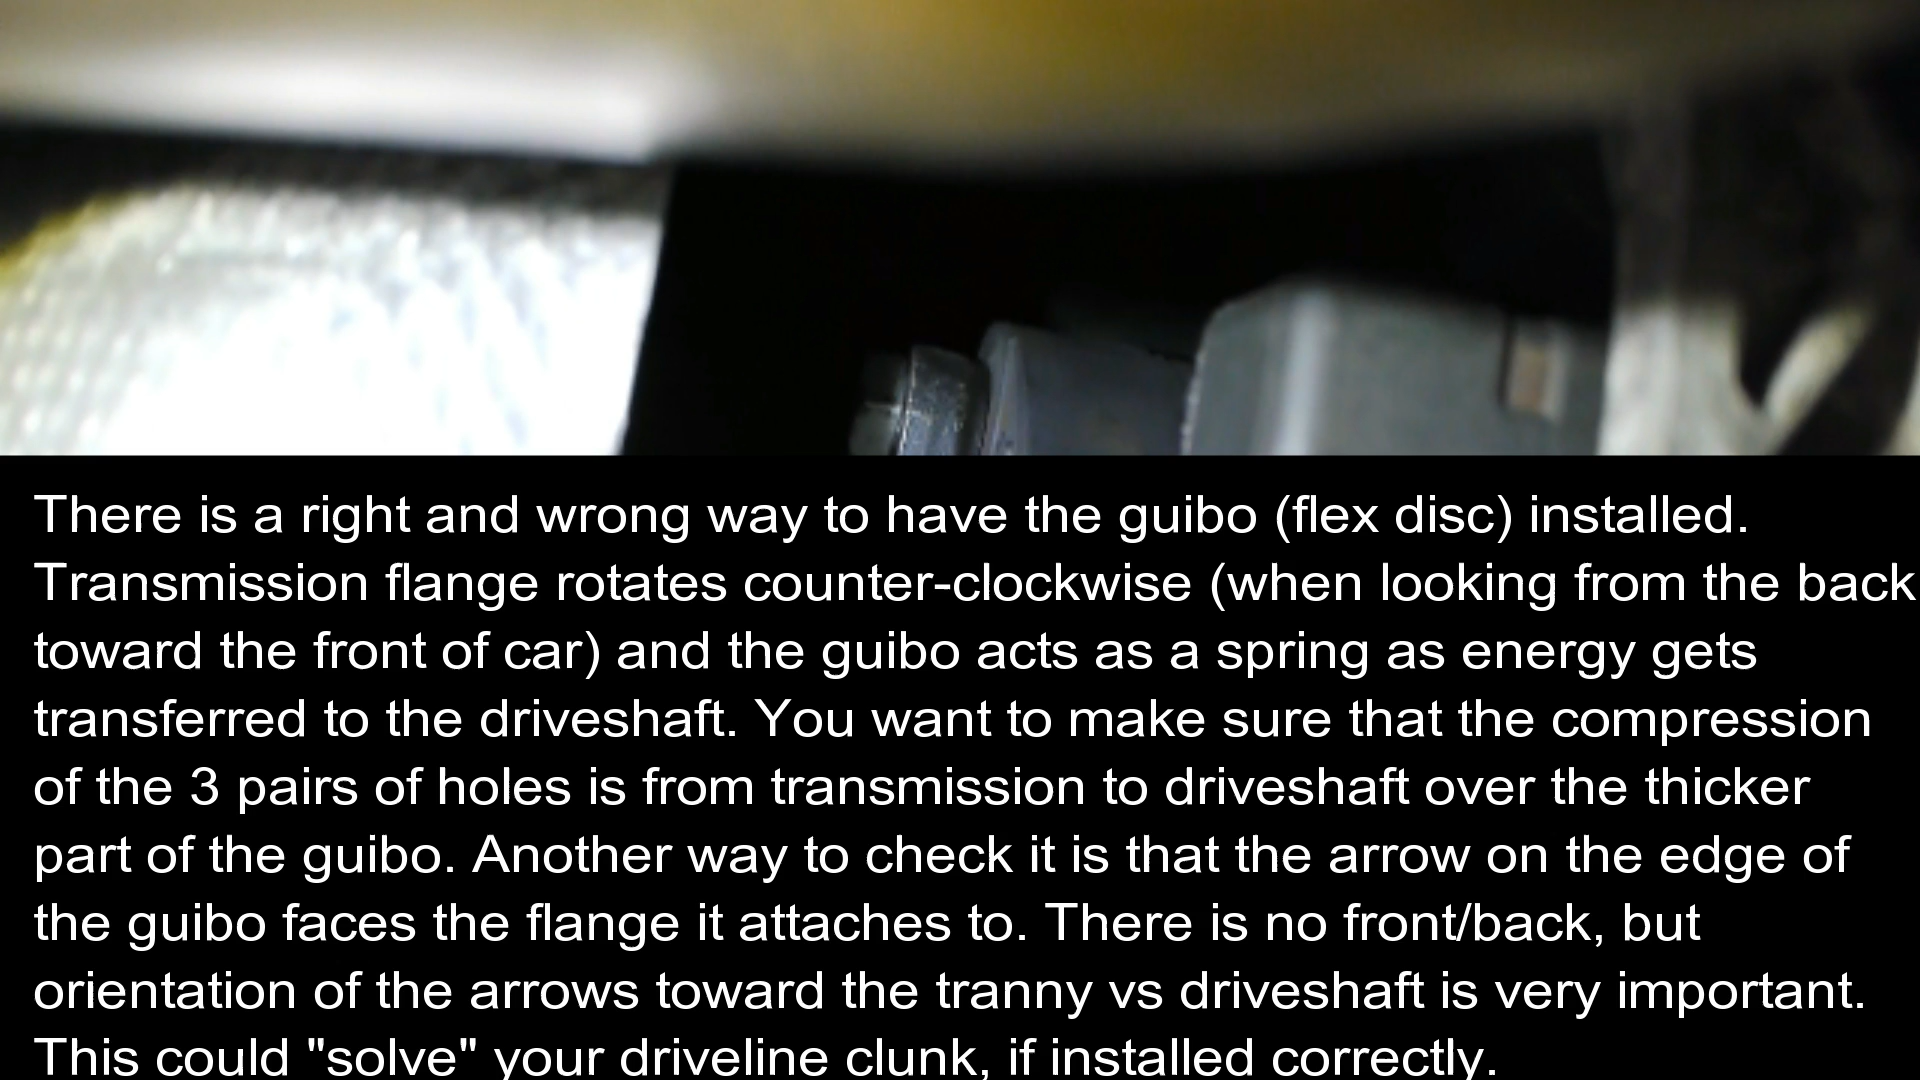 There is a right and wrong way to have the guibo (flex disc) installed.
Transmission flange rotates counter-clockwise (when looking from the back
toward the front of car) and the guibo acts as a spring as energy gets
transferred to the driveshaft. You want to make sure that the compression
of the 3 pairs of holes is from transmission to driveshaft over the thicker
part of the guibo. Another way to check it is that the arrow on the edge of
the guibo faces the flange it attaches to. There is no front/back, but
orientation of the arrows toward the tranny vs driveshaft is very important.
This could "solve" your driveline clunk, if installed correctly.